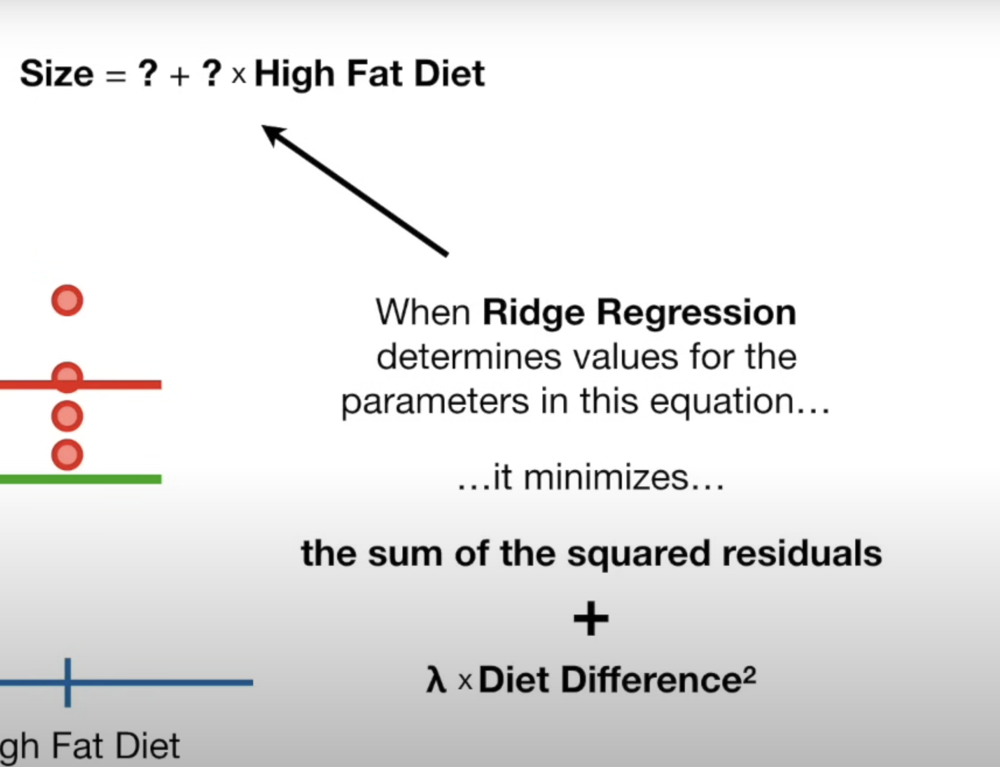 Size = ? + ? x High Fat Diet
When Ridge Regression
determines values for the
parameters in this equation…
…it minimizes…
the sum of the squared residuals
+
λ x Diet Difference²
gh Fat Diet